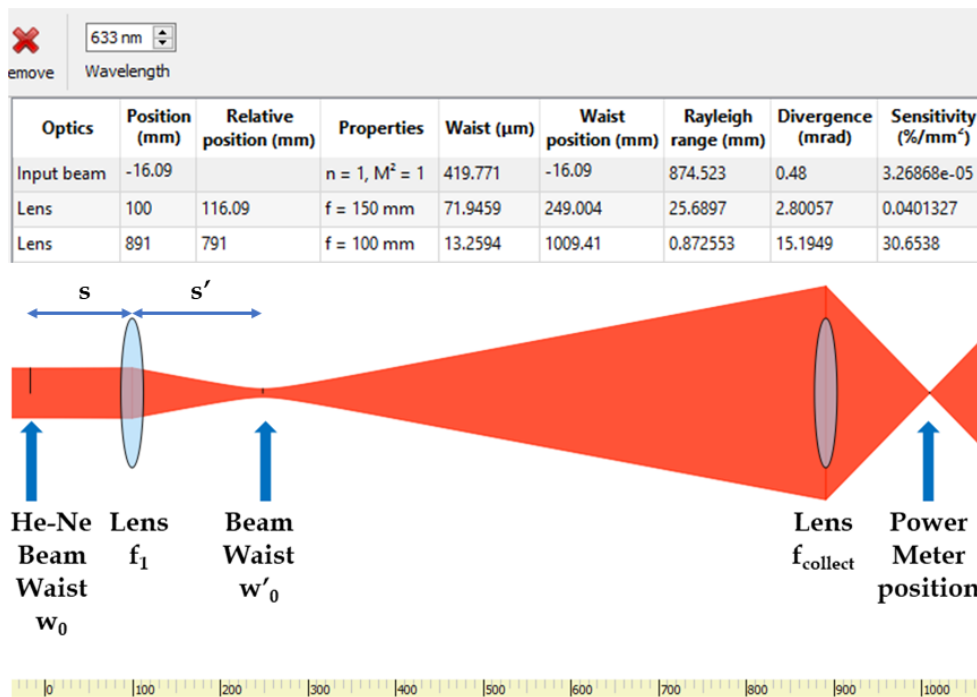 633 nm
emove
Wavelength
Optics Position (mm) Relative position (mm) Properties Waist (µm) Waist position (mm) Rayleigh range (mm) Divergence (mrad) Sensitivity (%/mm²)
Input beam -16.09 n = 1, M² = 1 419.771 -16.09 874.523 0.48 3.26868e-05
Lens 100 116.09 f = 150 mm 71.9459 249.004 25.6897 2.80057 0.0401327
Lens 891 791 f = 100 mm 13.2594 1009.41 0.872553 15.1949 30.6538
s s′
He-Ne Beam Waist w₀
Lens f₁
Beam Waist w′₀
Lens f_collect
Power Meter position
0 100 200 300 400 500 600 700 800 900 1000